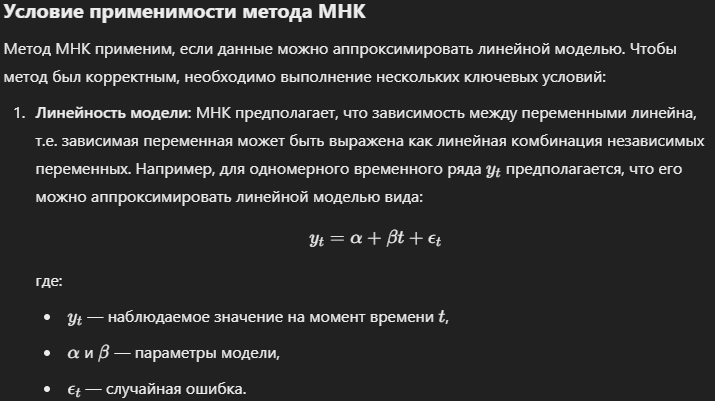 Условие применимости метода МНК
Метод МНК применим, если данные можно аппроксимировать линейной моделью. Чтобы
метод был корректным, необходимо выполнение нескольких ключевых условий:
1. Линейность модели: МНК предполагает, что зависимость между переменными линейна,
т.е. зависимая переменная может быть выражена как линейная комбинация независимых
переменных. Например, для одномерного временного ряда yₜ предполагается, что его
можно аппроксимировать линейной моделью вида:
yₜ = α + βt + ϵₜ
где:
• yₜ — наблюдаемое значение на момент времени t,
• α и β — параметры модели,
• ϵₜ — случайная ошибка.